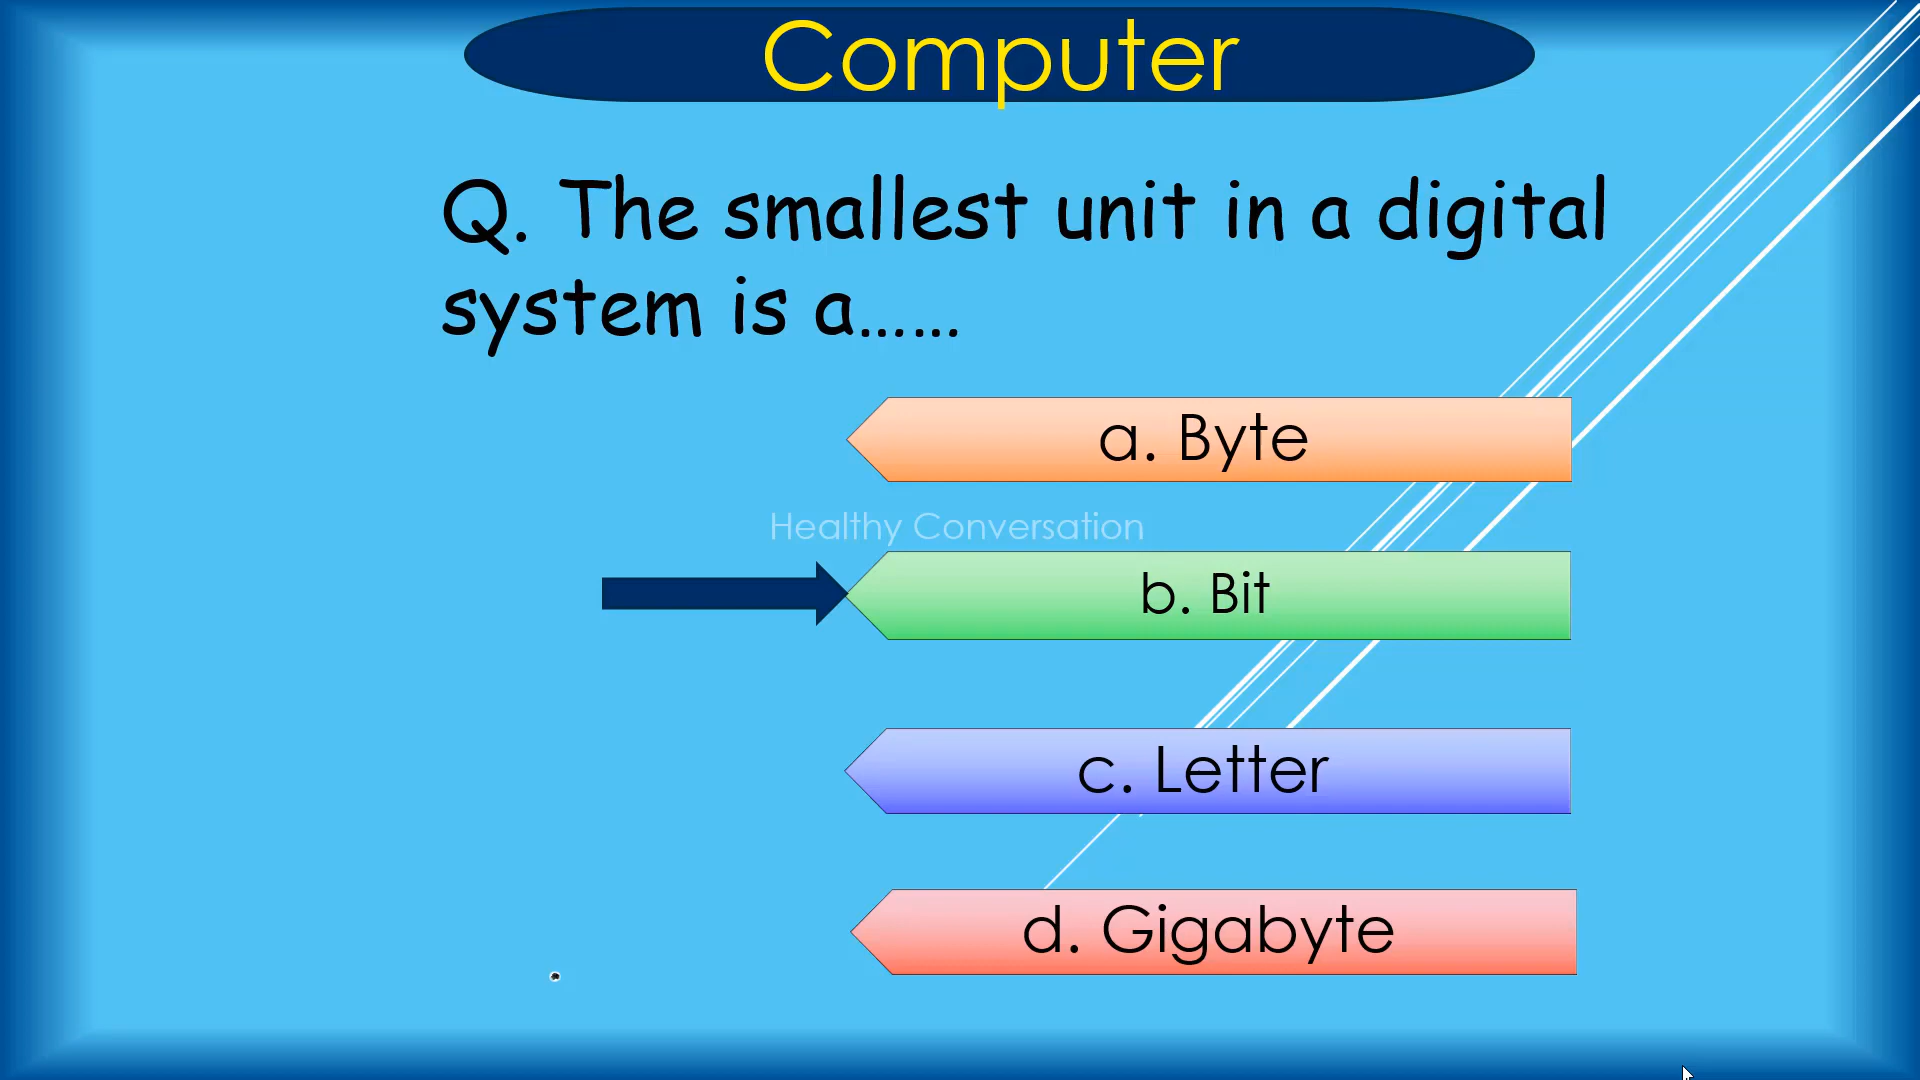 Computer
Q. The smallest unit in a digital
system is a......
a. Byte
Healthy Conversation
b. Bit
c. Letter
d. Gigabyte